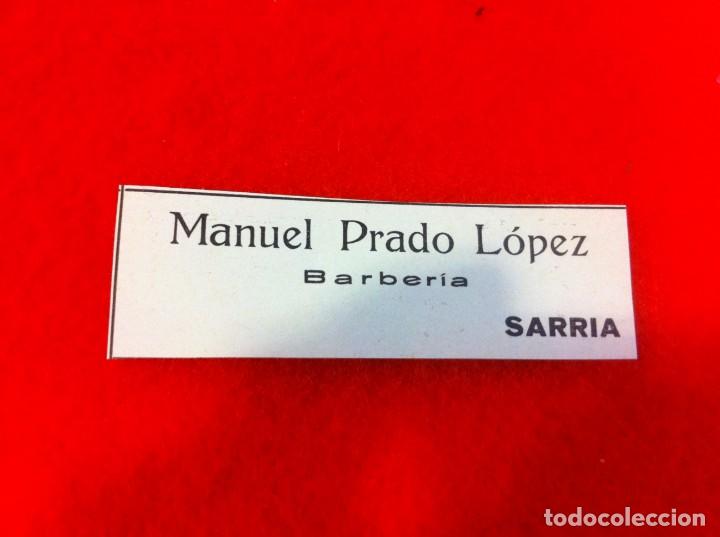 Manuel Prado López
Barbería
SARRIA
todocoleccion